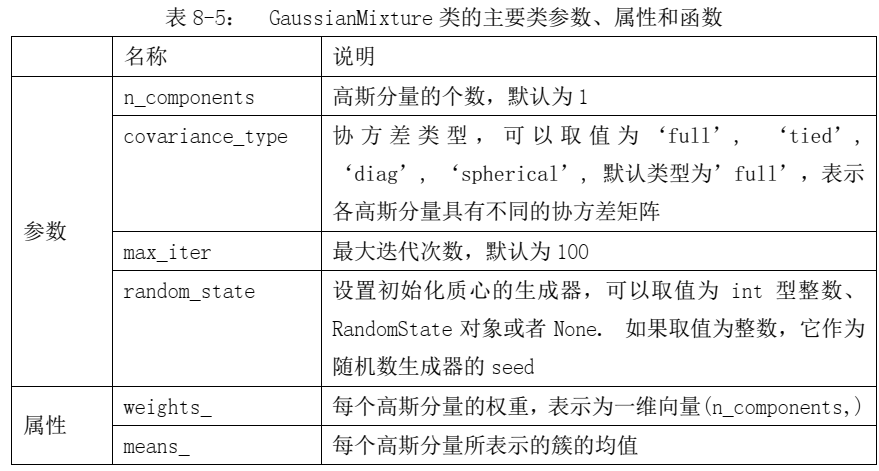 表 8-5： GaussianMixture 类的主要类参数、属性和函数
名称 说明
参数
n_components 高斯分量的个数，默认为 1
covariance_type 协方差类型，可以取值为‘full’, ‘tied’,
‘diag’, ‘spherical’, 默认类型为’full’，表示
各高斯分量具有不同的协方差矩阵
max_iter 最大迭代次数，默认为 100
random_state 设置初始化质心的生成器，可以取值为 int 型整数、
RandomState 对象或者 None. 如果取值为整数，它作为
随机数生成器的 seed
属性
weights_ 每个高斯分量的权重，表示为一维向量(n_components,)
means_ 每个高斯分量所表示的簇的均值